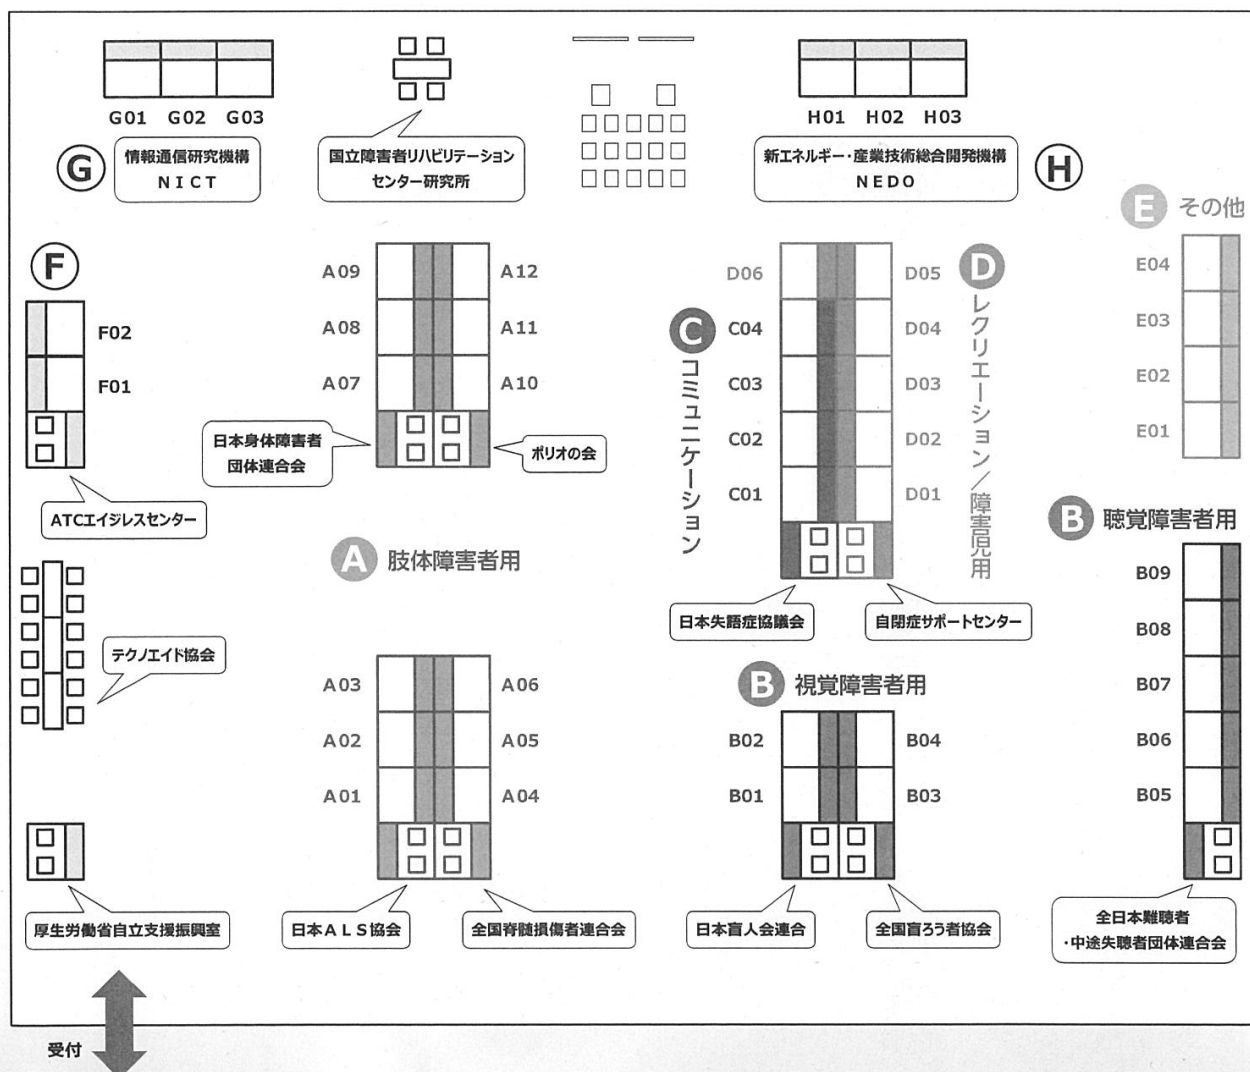 G01 G02 G03
G
情報通信研究機構
NICT
国立障害者リハビリテーション
センター研究所
H01 H02 H03
新エネルギー・産業技術総合開発機構
NEDO
H
E その他
E04
E03
E02
E01
F
F02
F01
ATCエイジレスセンター
A09
A08
A07
A12
A11
A10
日本身体障害者
団体連合会
ポリオの会
A 肢体障害者用
D06
C04
C03
C02
C01
C
コミュニケーション
D05
D04
D03
D02
D01
D
レクリエーション/障害児用
日本失語症協議会
自閉症サポートセンター
B 聴覚障害者用
B09
B08
B07
B06
B05
全日本難聴者
・中途失聴者団体連合会
テクノエイド協会
A03
A02
A01
A06
A05
A04
日本ALS協会
全国脊髄損傷者連合会
B 視覚障害者用
B02
B01
B04
B03
日本盲人会連合
全国盲ろう者協会
厚生労働省自立支援振興室
受付